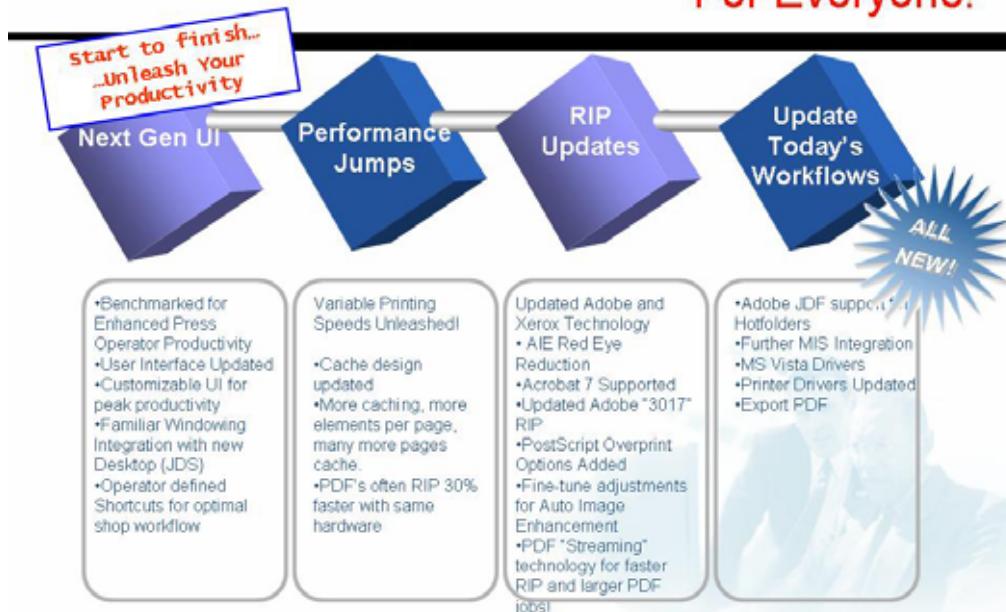 For Everyone.
Start to finish…
…Unleash Your
Productivity
Next Gen UI
Performance
Jumps
RIP
Updates
Update
Today's
Workflows
ALL
NEW!
•Benchmarked for
Enhanced Press
Operator Productivity
•User Interface Updated
•Customizable UI for
peak productivity
•Familiar Windowing
Integration with new
Desktop (JDS)
•Operator defined
Shortcuts for optimal
shop workflow
Variable Printing
Speeds Unleashed!
•Cache design
updated
•More caching, more
elements per page,
many more pages
cache.
•PDF's often RIP 30%
faster with same
hardware
Updated Adobe and
Xerox Technology
• AIE Red Eye
Reduction
•Acrobat 7 Supported
•Updated Adobe "3017"
RIP
•PostScript Overprint
Options Added
•Fine-tune adjustments
for Auto Image
Enhancement
•PDF "Streaming"
technology for faster
RIP and larger PDF
jobs!
•Adobe JDF support
Hotfolders
•Further MIS Integration
•MS Vista Drivers
•Printer Drivers Updated
•Export PDF